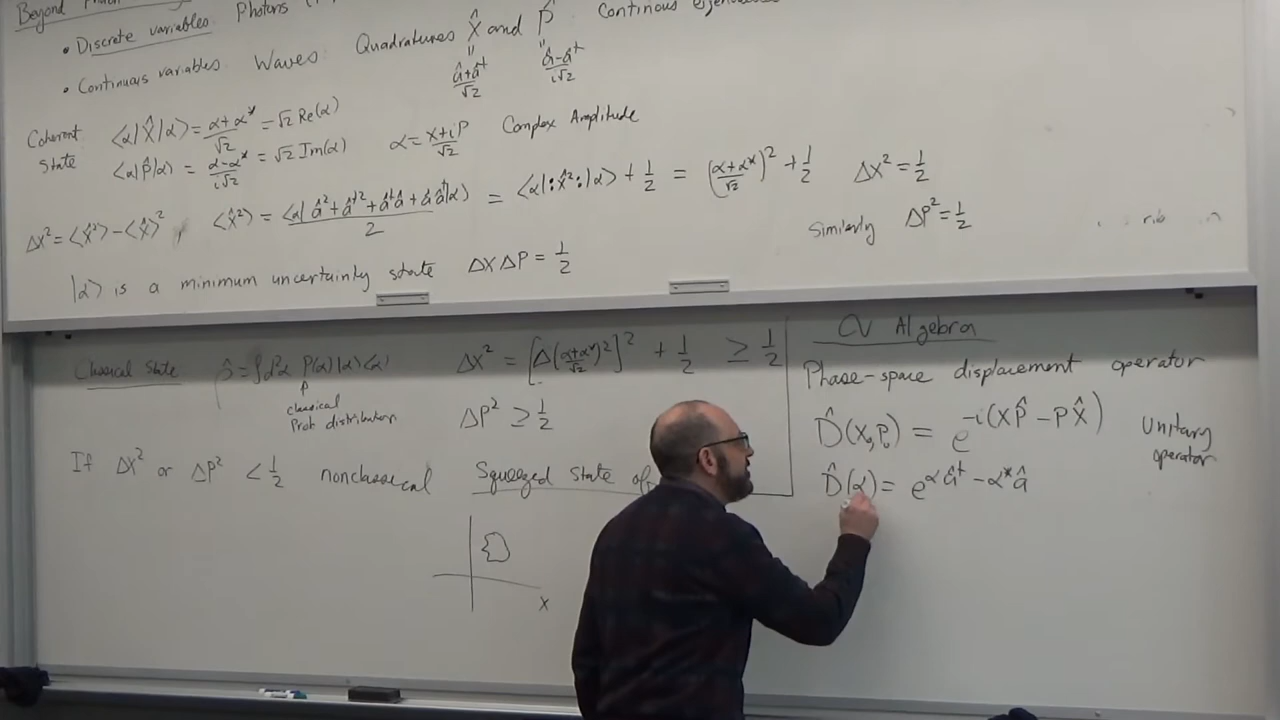 Beyond
• Discrete variables: Photons
• Continuous variables: Waves: Quadratures X̂ and P̂ Continous
‖ ‖
(â+â†)/√2 (â-â†)/i√2
Coherent State
⟨α|X̂|α⟩ = (α+α*)/√2 = √2 Re(α)
⟨α|P̂|α⟩ = (α-α*)/i√2 = √2 Im(α)
α = (x+iP)/√2 Complex Amplitude
ΔX² = ⟨X̂²⟩ - ⟨X̂⟩², ⟨X̂²⟩ = ⟨α|â²+â†²+â†â+ââ†|α⟩/2 = ⟨α|:X̂²:|α⟩ + 1/2 = ((α+α*)/√2)² + 1/2 ΔX² = 1/2
Similarly ΔP² = 1/2
|α⟩ is a minimum uncertainty state ΔXΔP = 1/2
Classical State ρ̂ = ∫d²α P(α)|α⟩⟨α|
classical
Prob distribution
ΔX² = [Δ((α+α*)/√2)²]² + 1/2 ≥ 1/2
ΔP² ≥ 1/2
If ΔX² or ΔP² < 1/2 nonclassical Squeezed State of
X
CV Algebra
Phase-space displacement operator
D̂(X,P) = e^{-i(XP̂ - PX̂)} Unitary operator
D̂(α) = e^{αâ† - α*â}